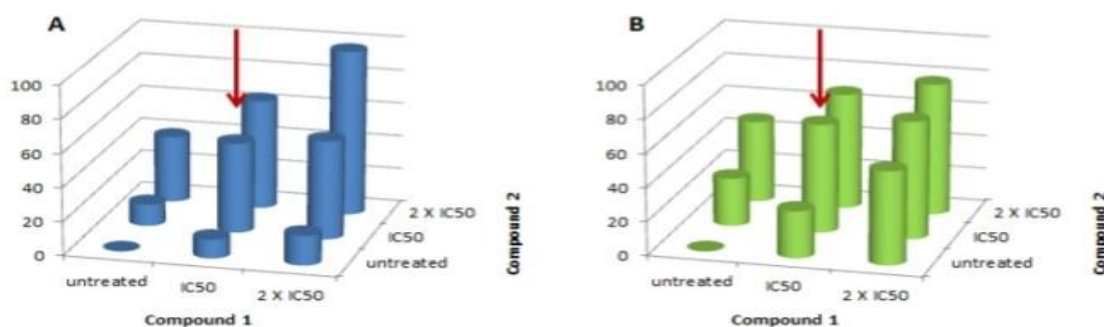 A
100
80
60
40
20
0
untreated
IC50
2 X IC50
Compound 1
2 X IC50
IC50
untreated
Compound 2
B
100
80
60
40
20
0
untreated
IC50
2 X IC50
Compound 1
2 X IC50
IC50
untreated
Compound 2